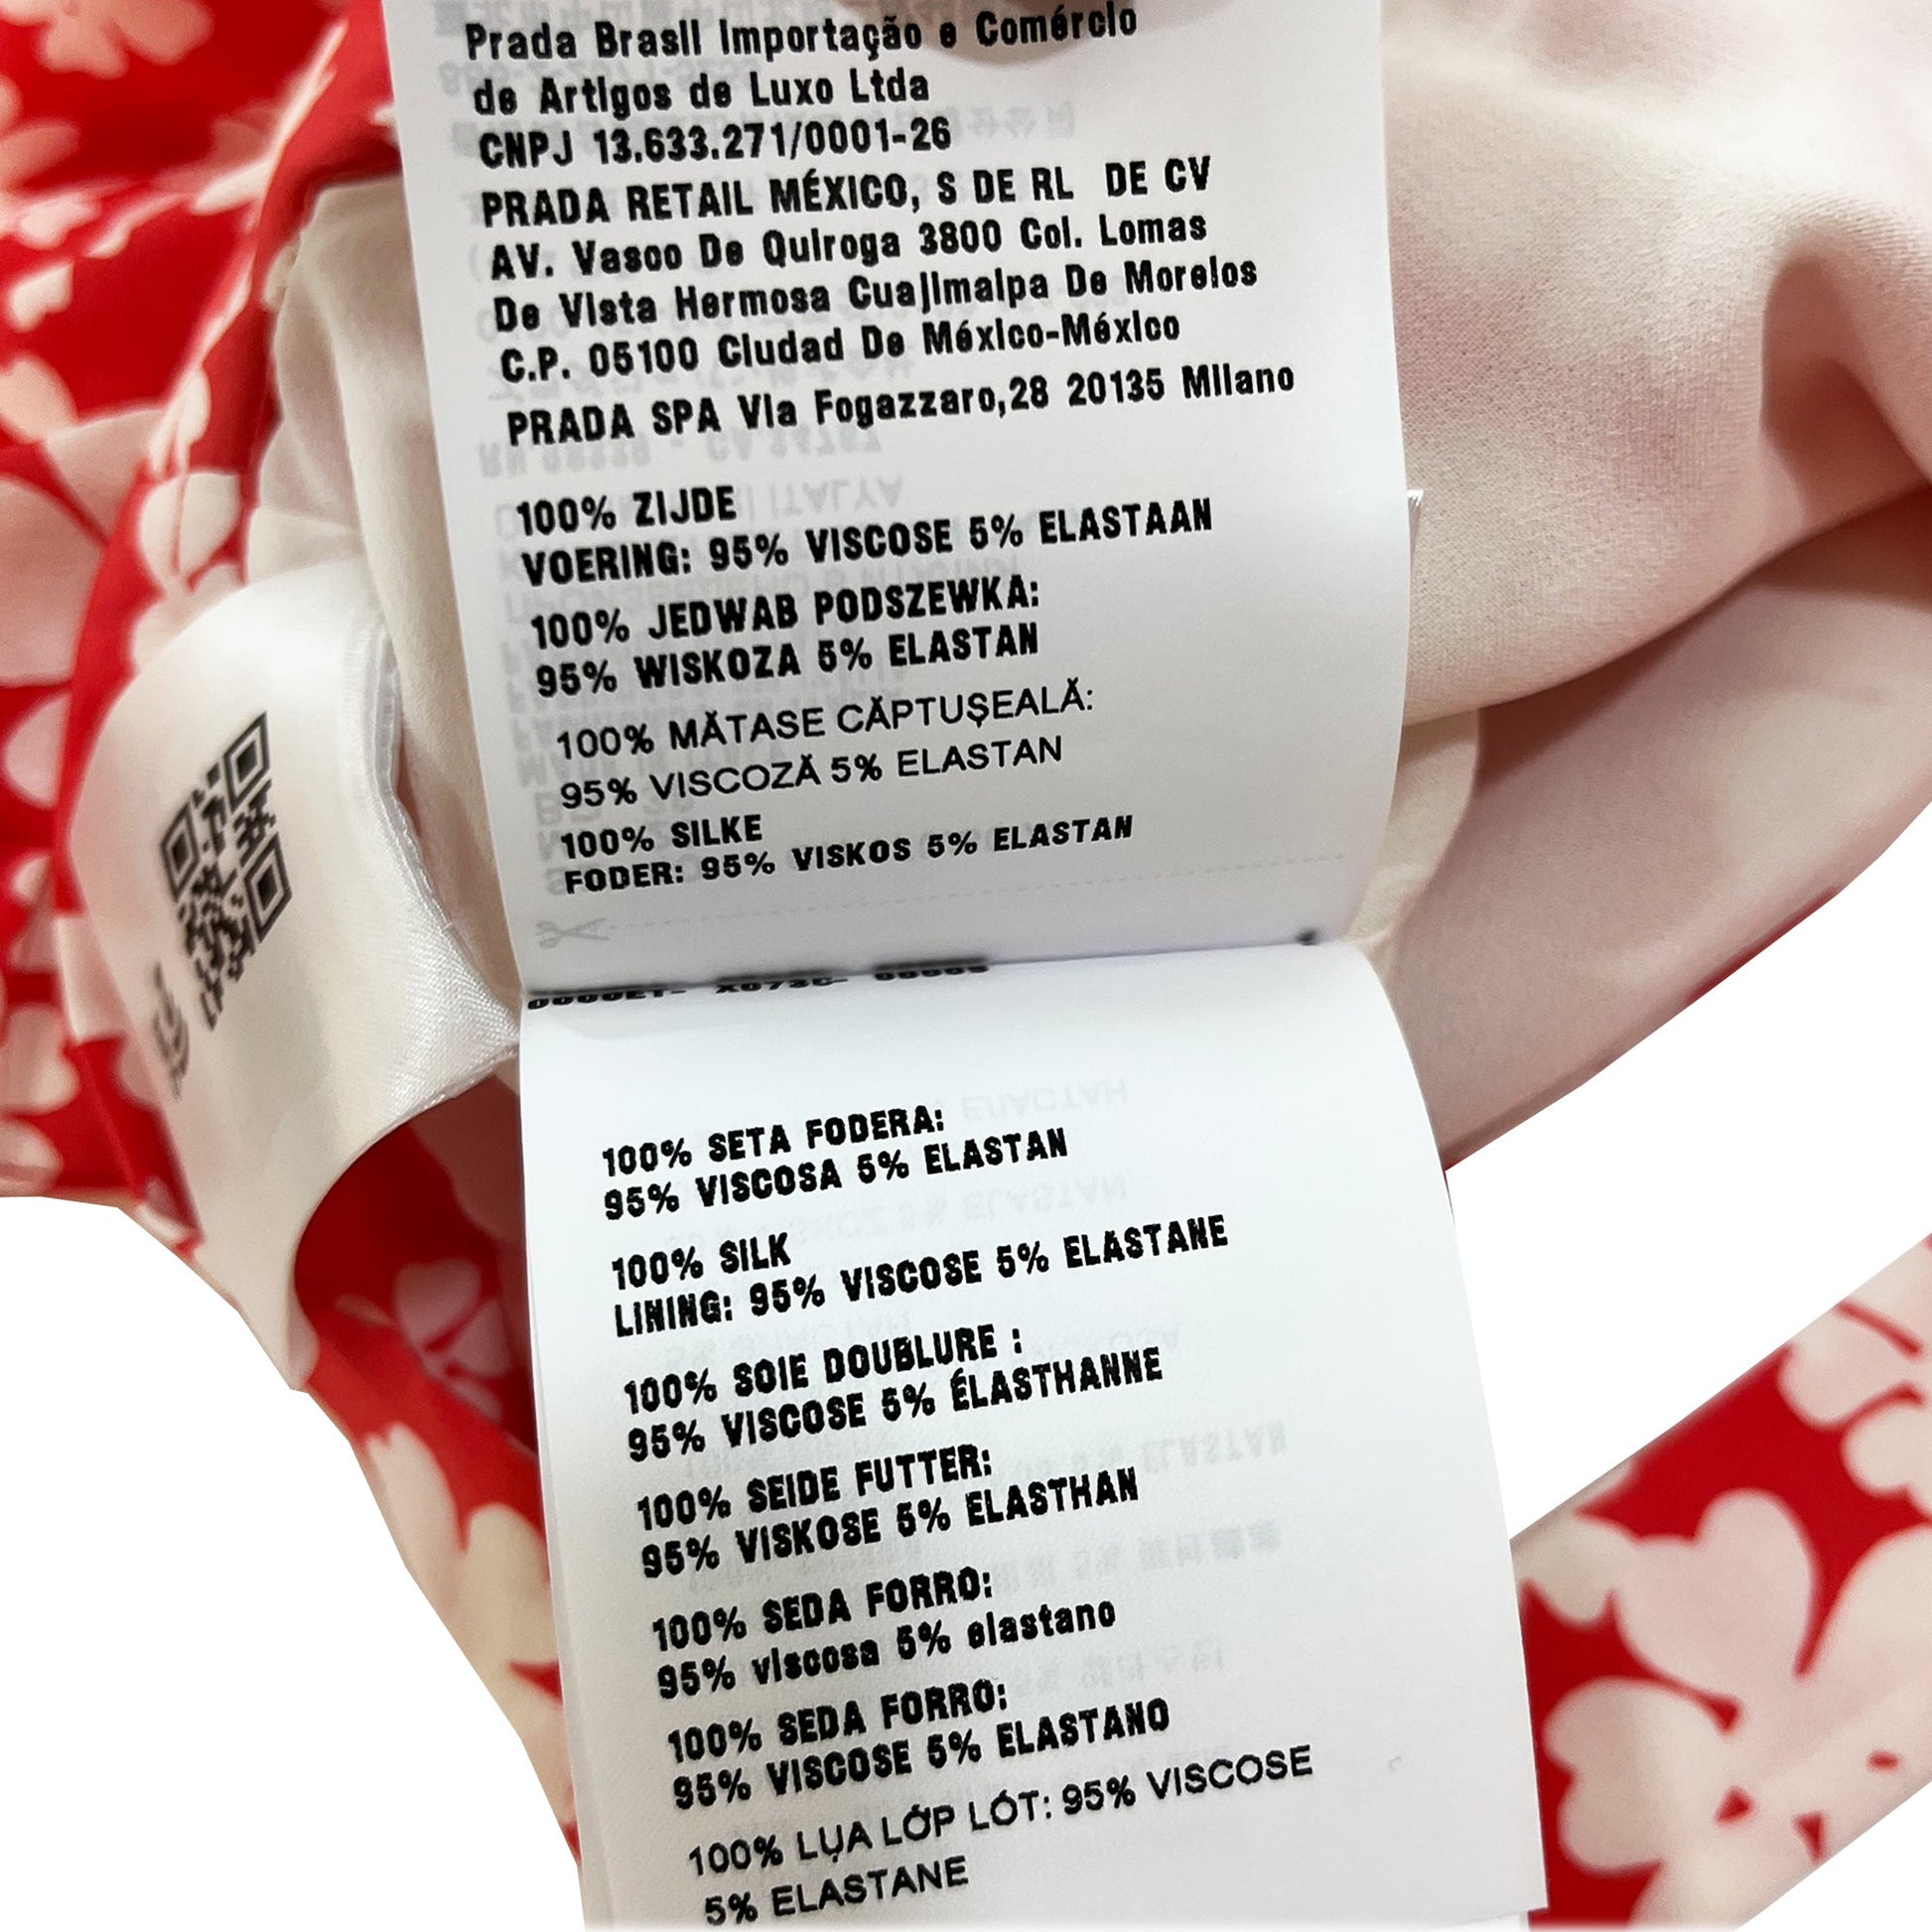 Prada Brasil Importação e Comércio
de Artigos de Luxo Ltda
CNPJ 13.633.271/0001-26
PRADA RETAIL MÉXICO, S DE RL DE CV
AV. Vasco De Quiroga 3800 Col. Lomas
De Vista Hermosa Cuajimalpa De Morelos
C.P. 05100 Ciudad De México-México
PRADA SPA Via Fogazzaro,28 20135 Milano
100% ZIJDE
VOERING: 95% VISCOSE 5% ELASTAAN
100% JEDWAB PODSZEWKA:
95% WISKOZA 5% ELASTAN
100% MĂTASE CĂPTUȘEALĂ:
95% VISCOZĂ 5% ELASTAN
100% SILKE
FODER: 95% VISKOS 5% ELASTAN
100% SETA FODERA:
95% VISCOSA 5% ELASTAN
100% SILK
LINING: 95% VISCOSE 5% ELASTANE
100% SOIE DOUBLURE :
95% VISCOSE 5% ÉLASTHANNE
100% SEIDE FUTTER:
95% VISKOSE 5% ELASTHAN
100% SEDA FORRO:
95% viscosa 5% elastano
100% SEDA FORRO:
95% VISCOSE 5% ELASTANO
100% LỤA LỚP LÓT: 95% VISCOSE
5% ELASTANE